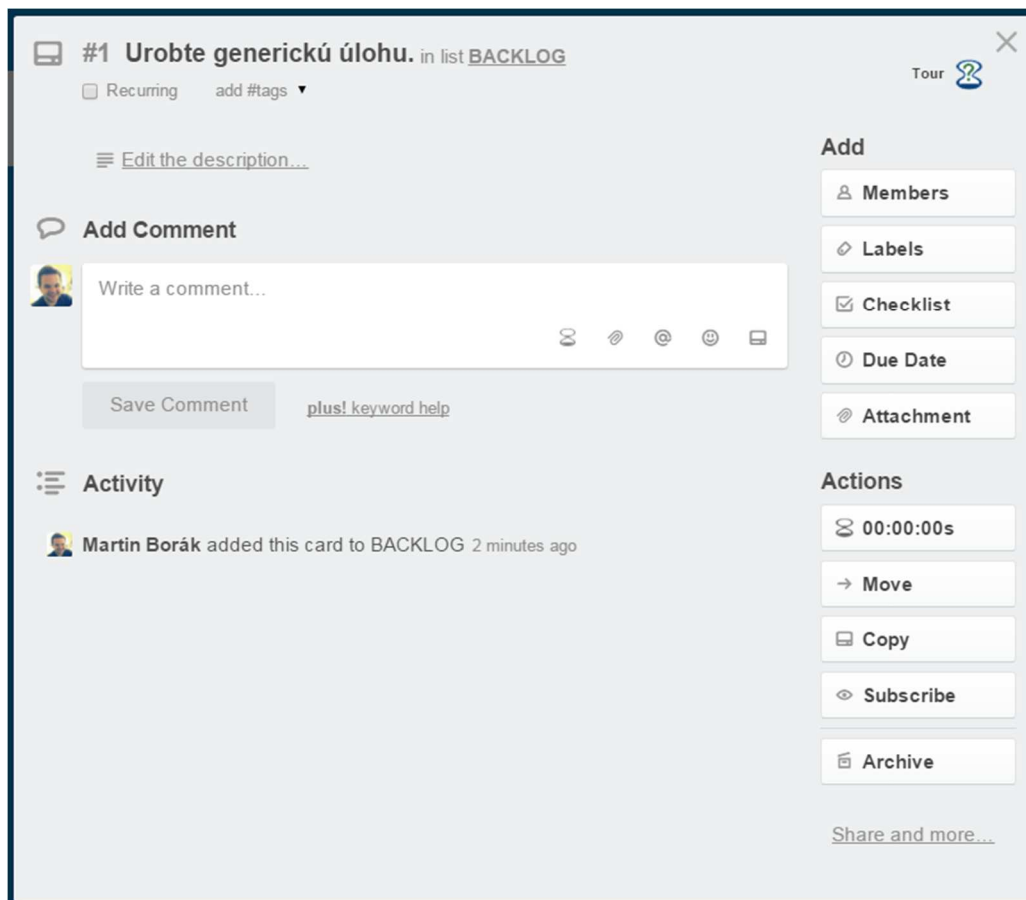 #1 Urobte generickú úlohu. in list BACKLOG
Tour
Recurring add #tags ▼
Edit the description...
Add Comment
Write a comment...
Save Comment plus! keyword help
Activity
Martin Borák added this card to BACKLOG 2 minutes ago
Add
Members
Labels
Checklist
Due Date
Attachment
Actions
00:00:00s
Move
Copy
Subscribe
Archive
Share and more...